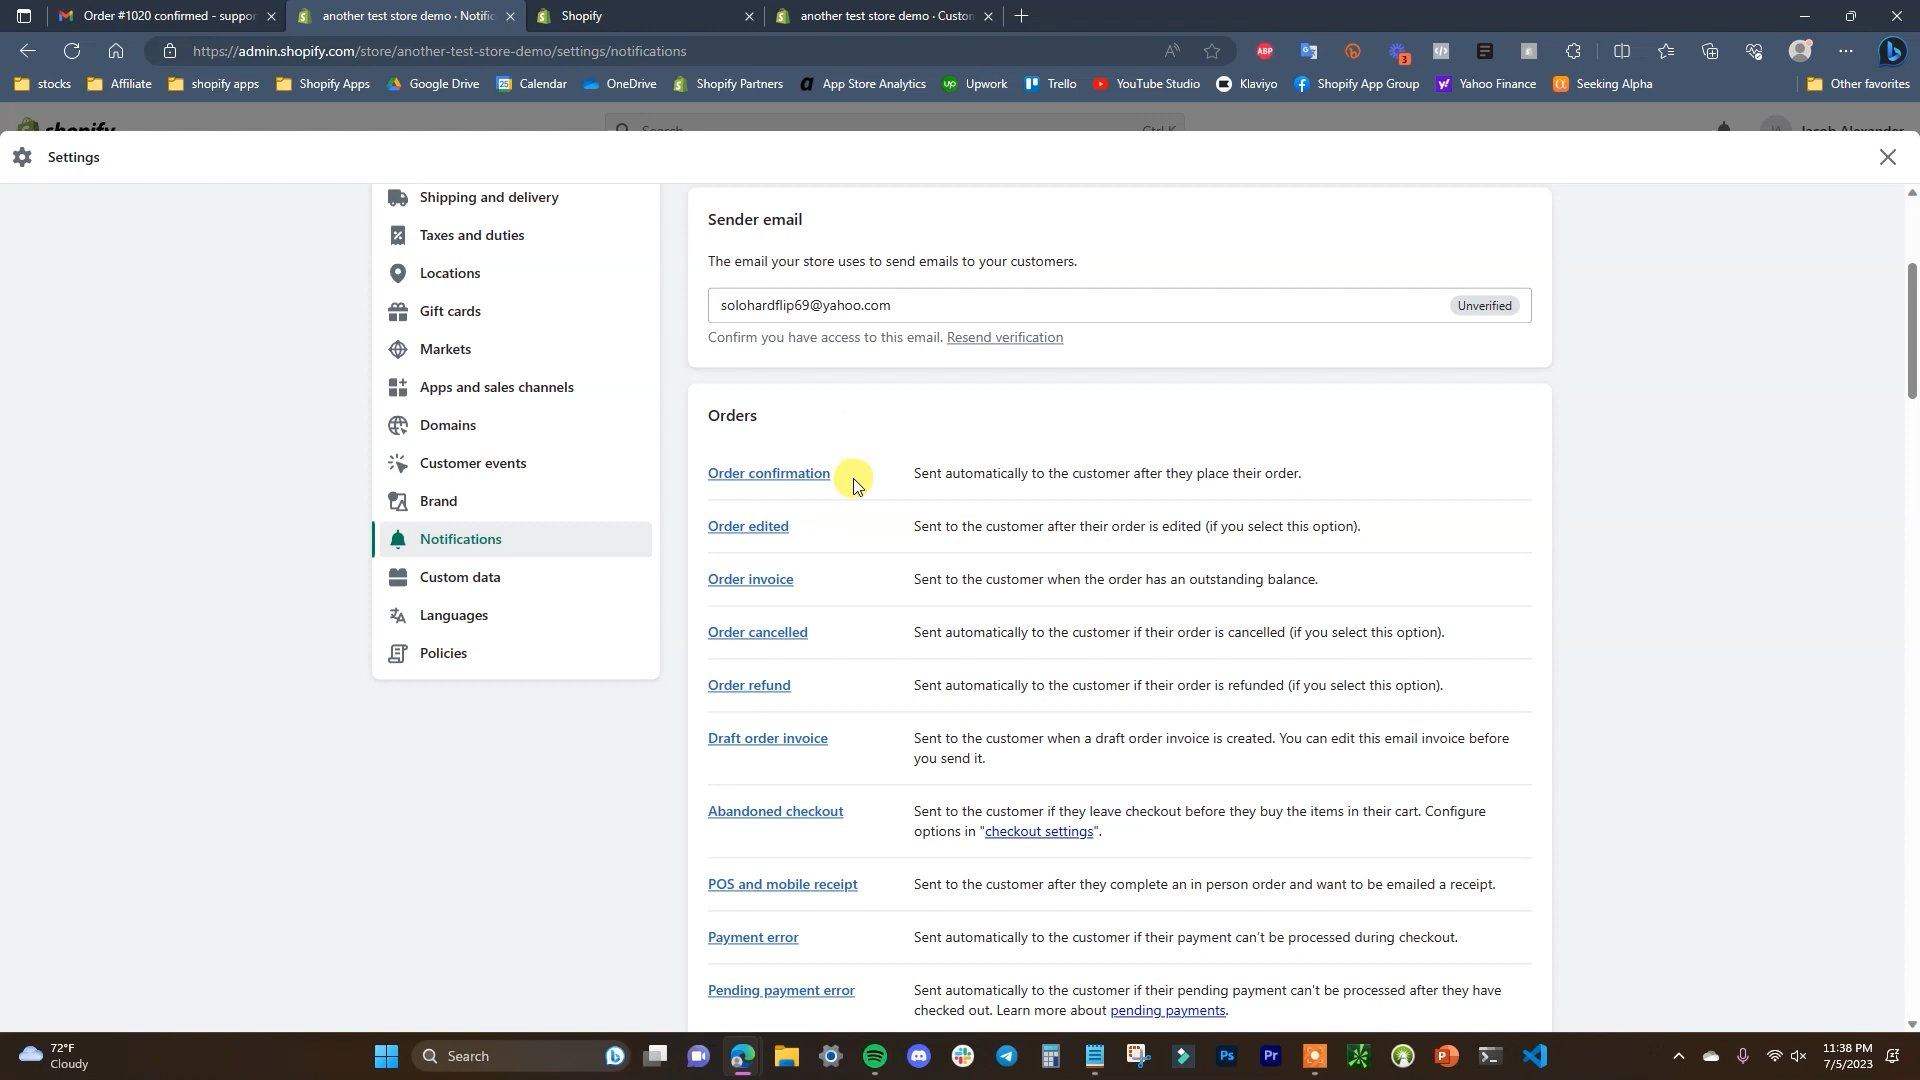 Order #1020 confirmed - suppor
another test store demo · Notific
Shopify
another test store demo · Custom
https://admin.shopify.com/store/another-test-store-demo/settings/notifications
ABP
3
stocks
Affiliate
shopify apps
Shopify Apps
Google Drive
Calendar
OneDrive
Shopify Partners
App Store Analytics
Upwork
Trello
YouTube Studio
Klaviyo
Shopify App Group
Yahoo Finance
Seeking Alpha
Other favorites
shopify
Search
Ctrl K
Jacob Alexander
Settings
Shipping and delivery
Taxes and duties
Locations
Gift cards
Markets
Apps and sales channels
Domains
Customer events
Brand
Notifications
Custom data
Languages
Policies
Sender email
The email your store uses to send emails to your customers.
solohardflip69@yahoo.com
Unverified
Confirm you have access to this email. Resend verification
Orders
Order confirmation
Sent automatically to the customer after they place their order.
Order edited
Sent to the customer after their order is edited (if you select this option).
Order invoice
Sent to the customer when the order has an outstanding balance.
Order cancelled
Sent automatically to the customer if their order is cancelled (if you select this option).
Order refund
Sent automatically to the customer if their order is refunded (if you select this option).
Draft order invoice
Sent to the customer when a draft order invoice is created. You can edit this email invoice before
you send it.
Abandoned checkout
Sent to the customer if they leave checkout before they buy the items in their cart. Configure
options in "checkout settings".
POS and mobile receipt
Sent to the customer after they complete an in person order and want to be emailed a receipt.
Payment error
Sent automatically to the customer if their payment can't be processed during checkout.
Pending payment error
Sent automatically to the customer if their pending payment can't be processed after they have
checked out. Learn more about pending payments.
72°F
Cloudy
Search
Ps
Pr
11:38 PM
7/5/2023